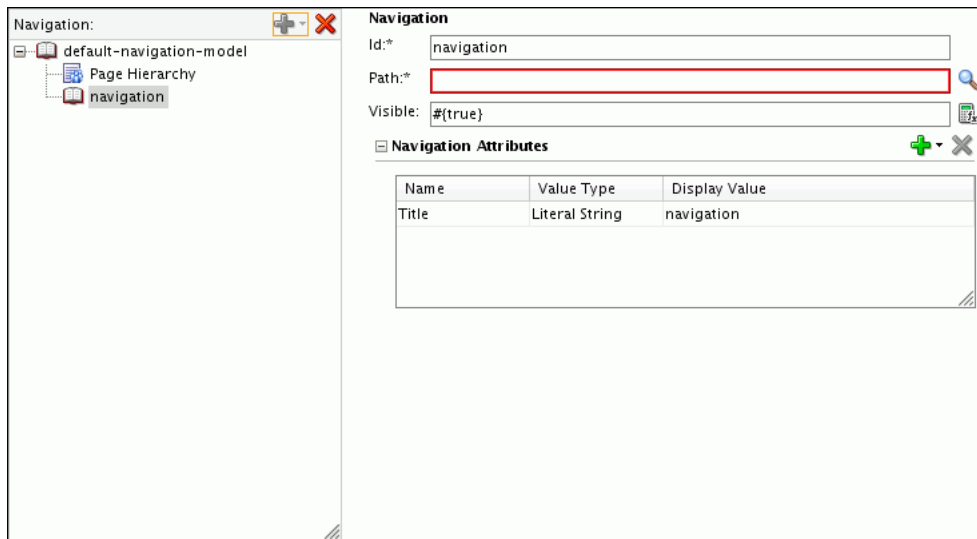 Navigation:
default-navigation-model
Page Hierarchy
navigation
Navigation
Id:* navigation
Path:*
Visible: #{true}
Navigation Attributes
Name Value Type Display Value
Title Literal String navigation